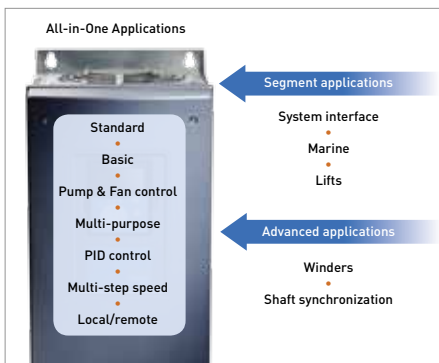 All-in-One Applications
Standard
Basic
Pump & Fan control
Multi-purpose
PID control
Multi-step speed
Local/remote
Segment applications
System interface
Marine
Lifts
Advanced applications
Winders
Shaft synchronization